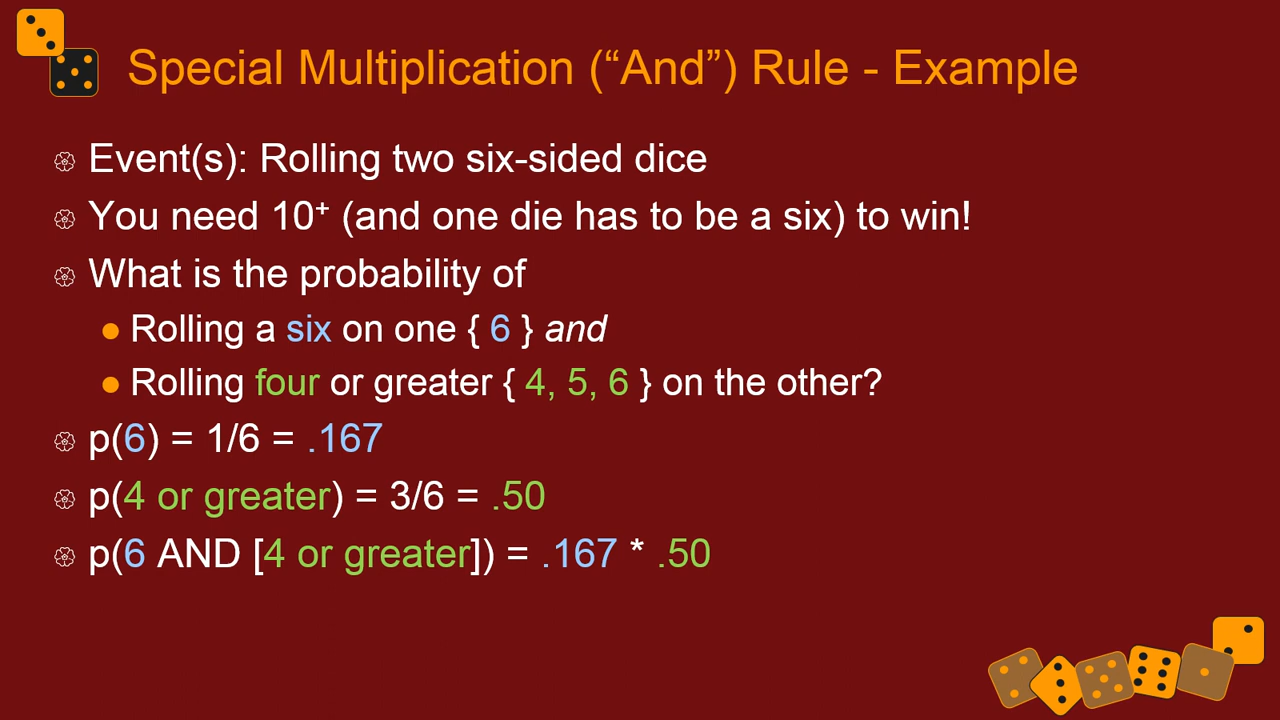 Special Multiplication (“And”) Rule - Example
Event(s): Rolling two six-sided dice
You need 10⁺ (and one die has to be a six) to win!
What is the probability of
Rolling a six on one { 6 } and
Rolling four or greater { 4, 5, 6 } on the other?
p(6) = 1/6 = .167
p(4 or greater) = 3/6 = .50
p(6 AND [4 or greater]) = .167 * .50